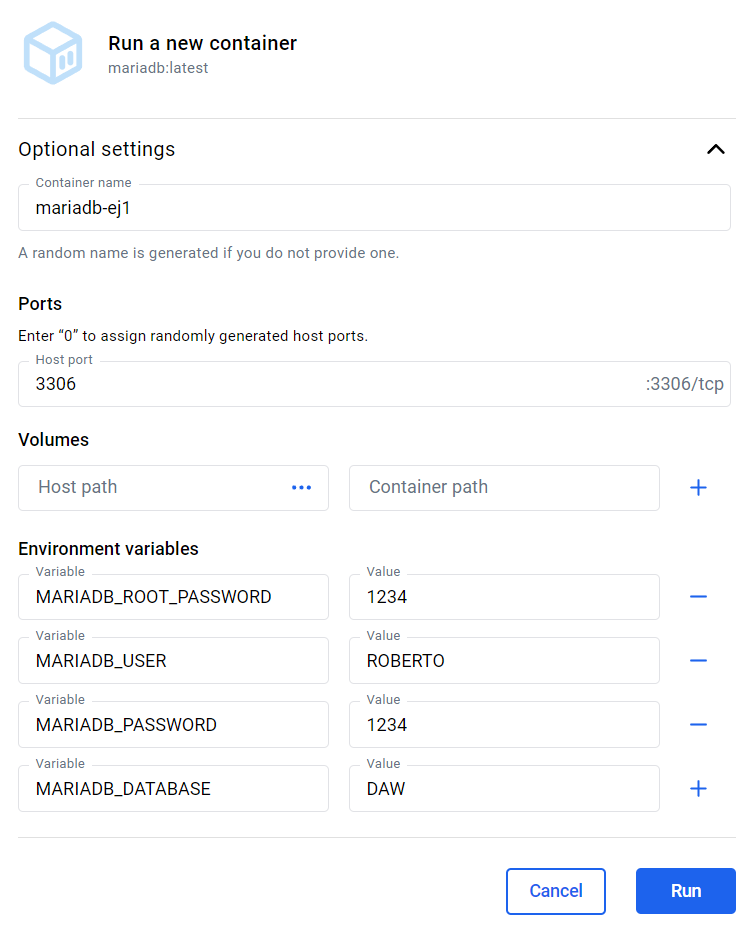 Run a new container
mariadb:latest
Optional settings
Container name
mariadb-ej1
A random name is generated if you do not provide one.
Ports
Enter “0” to assign randomly generated host ports.
Host port
3306 :3306/tcp
Volumes
Host path Container path
Environment variables
Variable Value
MARIADB_ROOT_PASSWORD 1234
Variable Value
MARIADB_USER ROBERTO
Variable Value
MARIADB_PASSWORD 1234
Variable Value
MARIADB_DATABASE DAW
Cancel Run